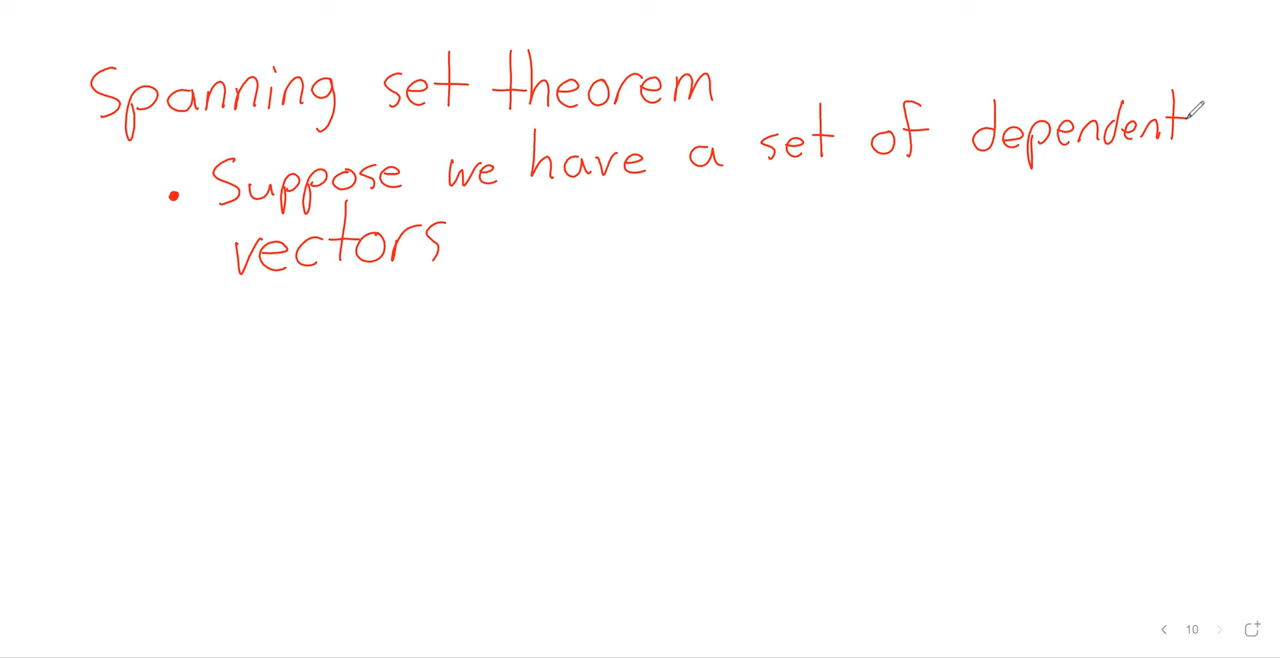 Spanning set theorem
• Suppose we have a set of dependent
vectors
10